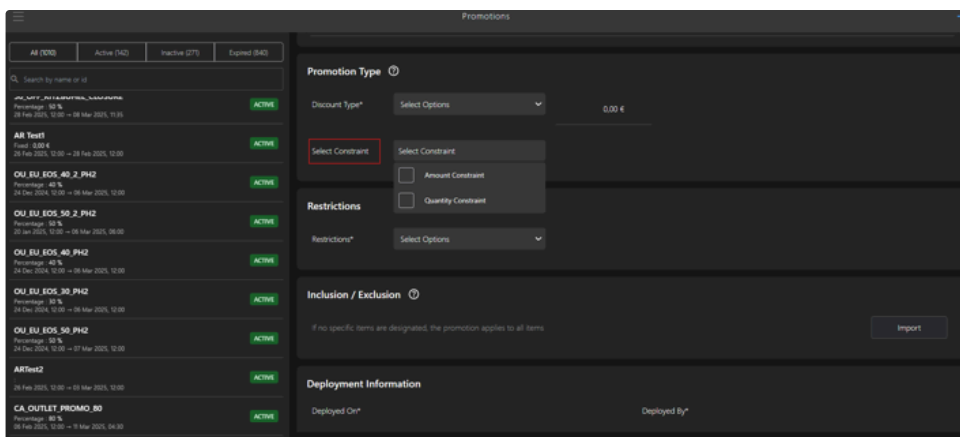 Promotions
All (1010)
Active (142)
Inactive (271)
Expired (840)
Search by name or id
Percentage : 50 %
28 Feb 2025, 12:00 → 08 Mar 2025, 11:35
ACTIVE
AR Test1
Fixed : 0,00 €
26 Feb 2025, 12:00 → 28 Feb 2025, 12:00
ACTIVE
OU_EU_EOS_40_2_PH2
Percentage : 40 %
24 Dec 2024, 12:00 → 06 Mar 2025, 12:00
ACTIVE
OU_EU_EOS_50_2_PH2
Percentage : 50 %
20 Jan 2025, 12:00 → 06 Mar 2025, 06:00
ACTIVE
OU_EU_EOS_40_PH2
Percentage : 40 %
24 Dec 2024, 12:00 → 06 Mar 2025, 12:00
ACTIVE
OU_EU_EOS_30_PH2
Percentage : 30 %
24 Dec 2024, 12:00 → 06 Mar 2025, 12:00
ACTIVE
OU_EU_EOS_50_PH2
Percentage : 50 %
24 Dec 2024, 12:00 → 07 Mar 2025, 12:00
ACTIVE
ARTest2
26 Feb 2025, 12:00 → 03 Mar 2025, 12:00
ACTIVE
CA_OUTLET_PROMO_80
Percentage : 80 %
06 Feb 2025, 12:00 → 11 Mar 2025, 04:30
ACTIVE
Promotion Type ?
Discount Type*
Select Options
0,00 €
Select Constraint
Select Constraint
Amount Constraint
Quantity Constraint
Restrictions
Restrictions*
Select Options
Inclusion / Exclusion ?
If no specific items are designated, the promotion applies to all items
Import
Deployment Information
Deployed On*
Deployed By*